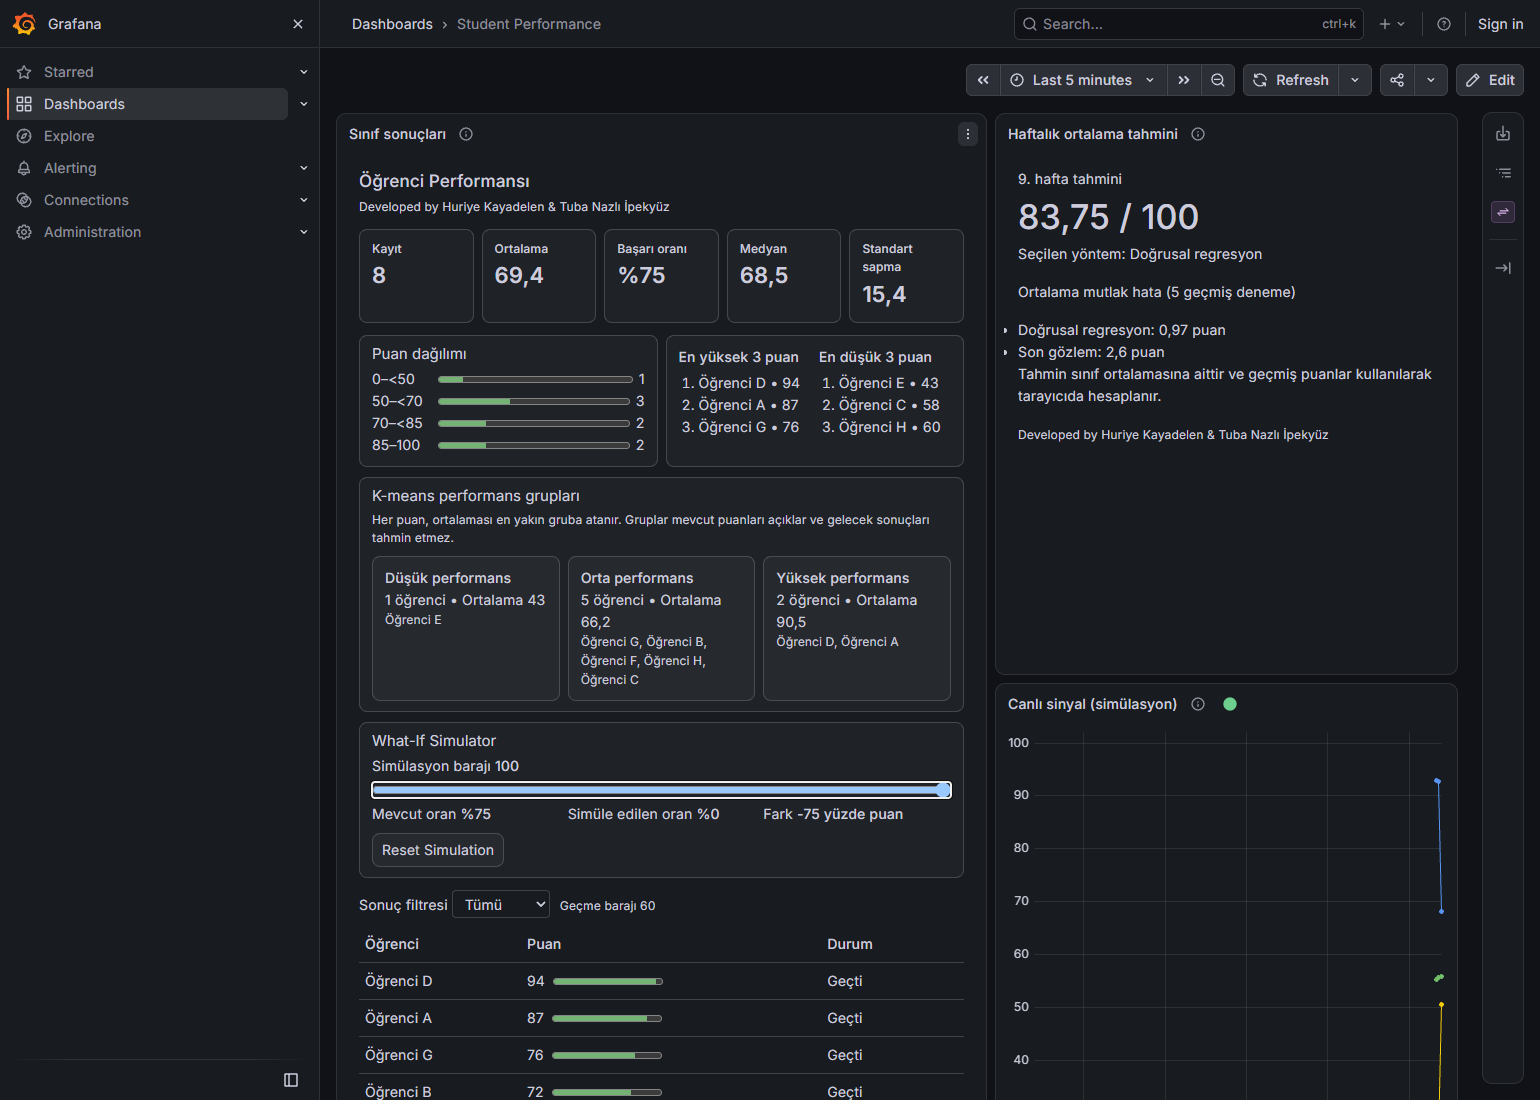 Grafana
Dashboards › Student Performance
Search... ctrl+k
Sign in
Starred
Dashboards
Explore
Alerting
Connections
Administration
Last 5 minutes
Refresh
Edit
Sınıf sonuçları
Öğrenci Performansı
Developed by Huriye Kayadelen & Tuba Nazlı İpekyüz
Kayıt
8
Ortalama
69,4
Başarı oranı
%75
Medyan
68,5
Standart
sapma
15,4
Puan dağılımı
0–<50 1
50–<70 3
70–<85 2
85–100 2
En yüksek 3 puan
1. Öğrenci D • 94
2. Öğrenci A • 87
3. Öğrenci G • 76
En düşük 3 puan
1. Öğrenci E • 43
2. Öğrenci C • 58
3. Öğrenci H • 60
K-means performans grupları
Her puan, ortalaması en yakın gruba atanır. Gruplar mevcut puanları açıklar ve gelecek sonuçları
tahmin etmez.
Düşük performans
1 öğrenci • Ortalama 43
Öğrenci E
Orta performans
5 öğrenci • Ortalama
66,2
Öğrenci G, Öğrenci B,
Öğrenci F, Öğrenci H,
Öğrenci C
Yüksek performans
2 öğrenci • Ortalama
90,5
Öğrenci D, Öğrenci A
What-If Simulator
Simülasyon barajı 100
Mevcut oran %75
Simüle edilen oran %0
Fark -75 yüzde puan
Reset Simulation
Sonuç filtresi Tümü Geçme barajı 60
Öğrenci Puan Durum
Öğrenci D 94 Geçti
Öğrenci A 87 Geçti
Öğrenci G 76 Geçti
Öğrenci B 72 Geçti
Haftalık ortalama tahmini
9. hafta tahmini
83,75 / 100
Seçilen yöntem: Doğrusal regresyon
Ortalama mutlak hata (5 geçmiş deneme)
• Doğrusal regresyon: 0,97 puan
• Son gözlem: 2,6 puan
Tahmin sınıf ortalamasına aittir ve geçmiş puanlar kullanılarak
tarayıcıda hesaplanır.
Developed by Huriye Kayadelen & Tuba Nazlı İpekyüz
Canlı sinyal (simülasyon)
100
90
80
70
60
50
40